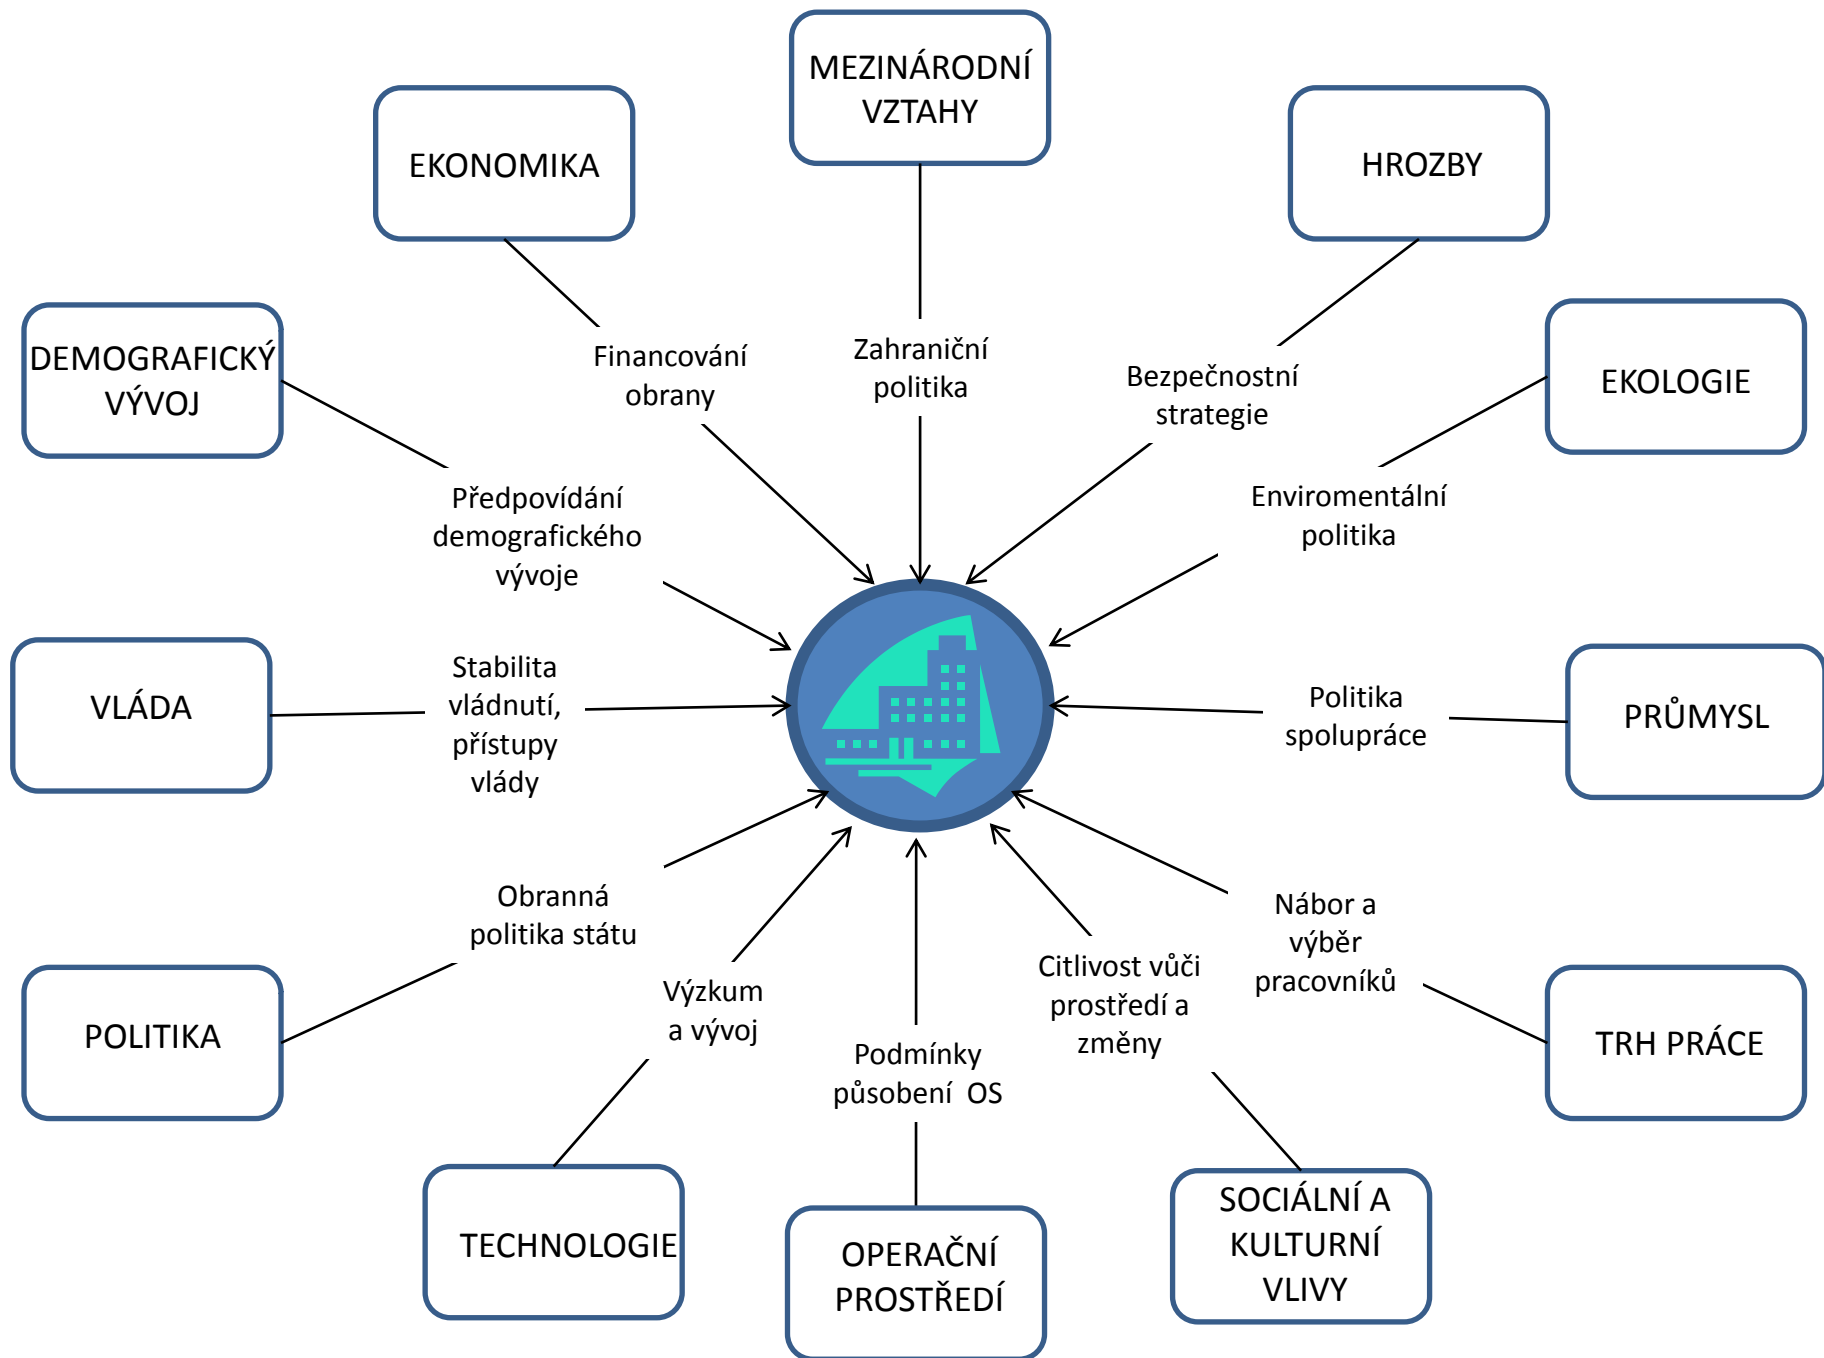 MEZINÁRODNÍ
VZTAHY
EKONOMIKA
HROZBY
DEMOGRAFICKÝ
VÝVOJ
EKOLOGIE
Financování
obrany
Zahraniční
politika
Bezpečnostní
strategie
Předpovídání
demografického
vývoje
Enviromentální
politika
VLÁDA
Stabilita
vládnutí,
přístupy
vlády
Politika
spolupráce
PRŮMYSL
Obranná
politika státu
Nábor a
výběr
pracovníků
POLITIKA
Výzkum
a vývoj
Citlivost vůči
prostředí a
změny
TRH PRÁCE
Podmínky
působení  OS
TECHNOLOGIE
OPERAČNÍ
PROSTŘEDÍ
SOCIÁLNÍ A
KULTURNÍ
VLIVY